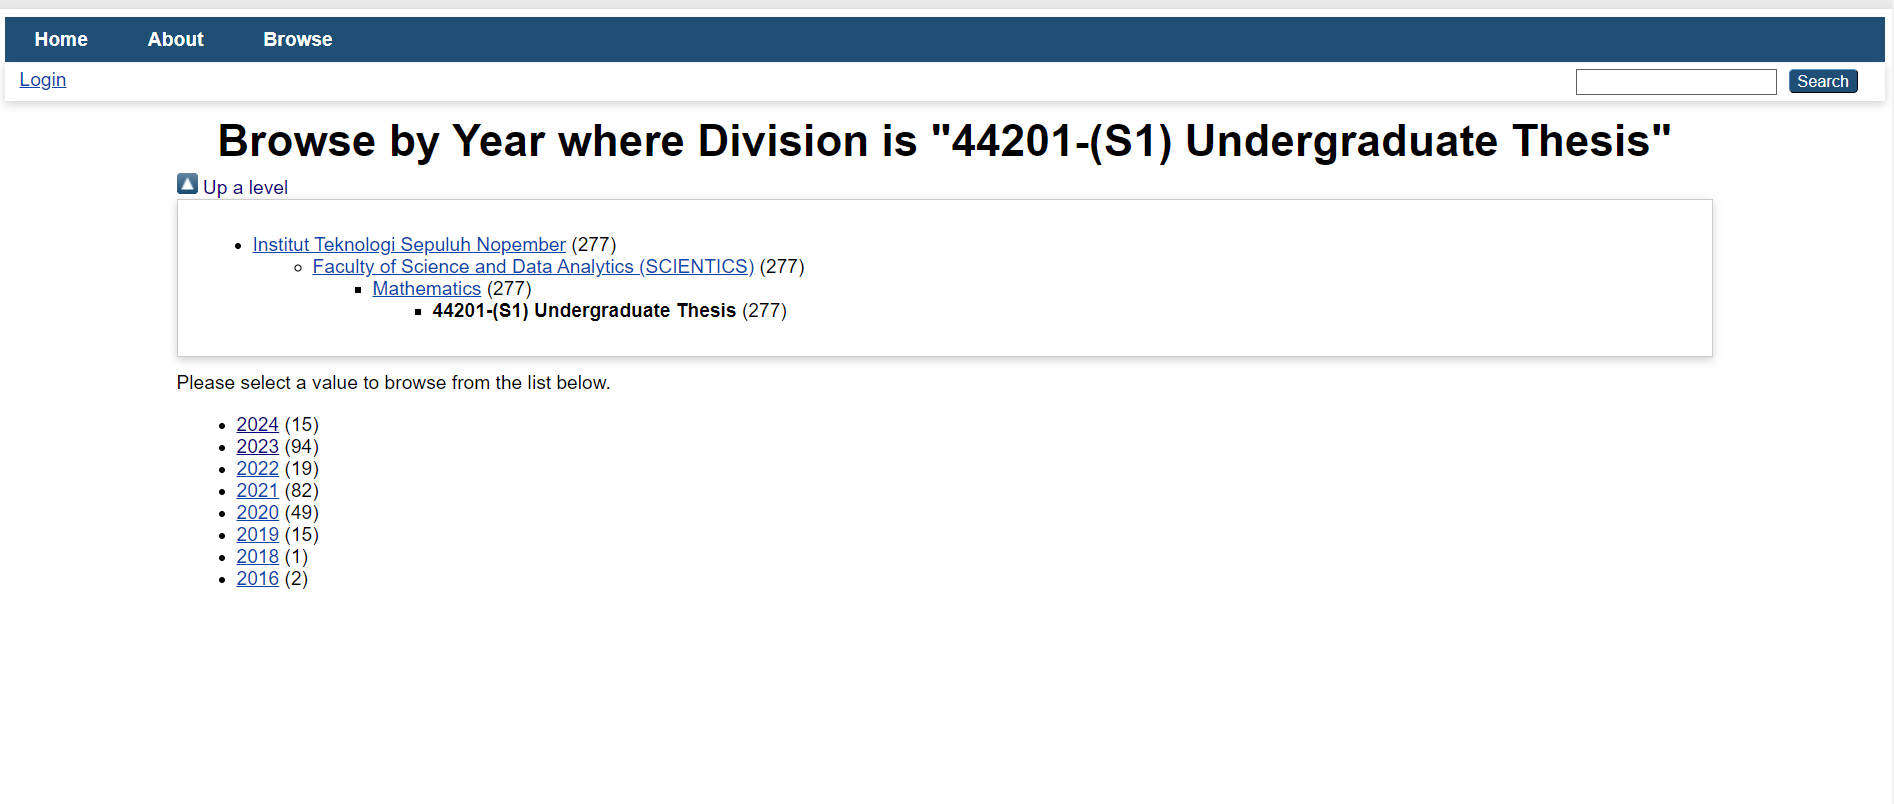 Home About Browse
Login Search
Browse by Year where Division is "44201-(S1) Undergraduate Thesis"
Up a level
Institut Teknologi Sepuluh Nopember (277)
Faculty of Science and Data Analytics (SCIENTICS) (277)
Mathematics (277)
44201-(S1) Undergraduate Thesis (277)
Please select a value to browse from the list below.
2024 (15)
2023 (94)
2022 (19)
2021 (82)
2020 (49)
2019 (15)
2018 (1)
2016 (2)